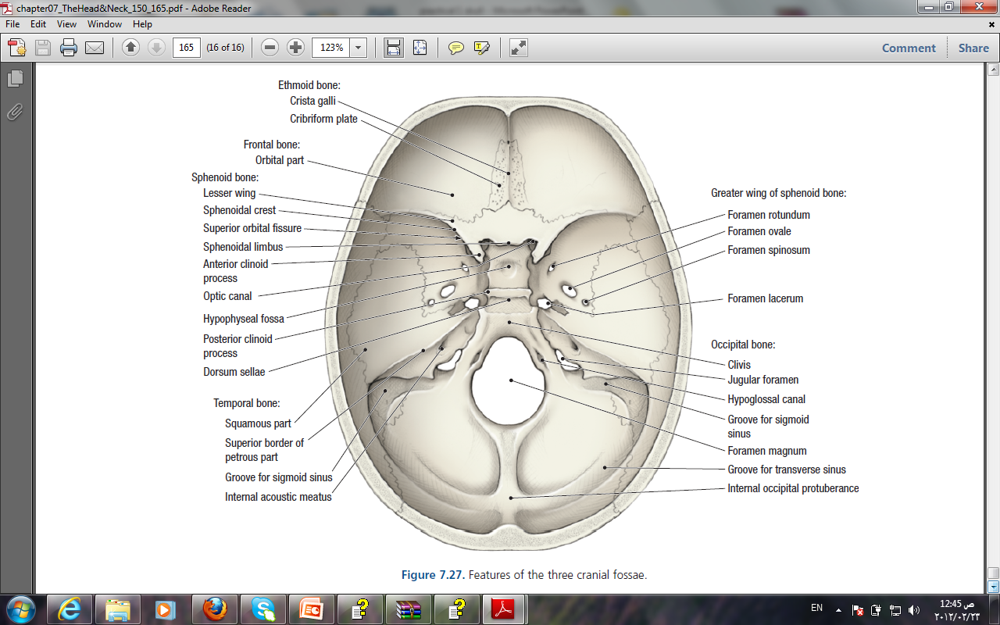 chapter07_TheHead&Neck_150_165.pdf - Adobe Reader
File Edit View Window Help
165 (16 of 16) 123% Comment Share
Ethmoid bone:
Crista galli
Cribriform plate
Frontal bone:
Orbital part
Sphenoid bone:
Lesser wing
Sphenoidal crest
Superior orbital fissure
Sphenoidal limbus
Anterior clinoid
process
Optic canal
Hypophyseal fossa
Posterior clinoid
process
Dorsum sellae
Temporal bone:
Squamous part
Superior border of
petrous part
Groove for sigmoid sinus
Internal acoustic meatus
Greater wing of sphenoid bone:
Foramen rotundum
Foramen ovale
Foramen spinosum
Foramen lacerum
Occipital bone:
Clivis
Jugular foramen
Hypoglossal canal
Groove for sigmoid
sinus
Foramen magnum
Groove for transverse sinus
Internal occipital protuberance
Figure 7.27. Features of the three cranial fossae.
EN
12:45 ص
٢٠١٢/٠٢/٢٣